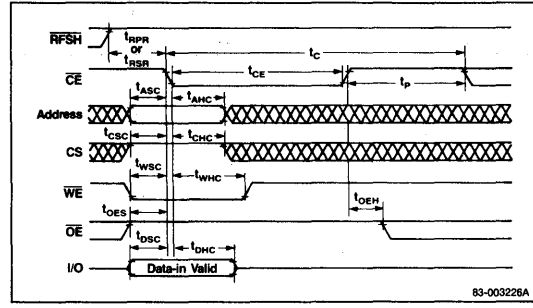 RFSH
tRPR
or
tRSR
tC
CE
tCE
tP
tASC
tAHC
Address
tCSC
tCHC
CS
tWSC
tWHC
WE
tOES
tOEH
OE
tDSC
tDHC
I/O
Data-in Valid
83-003226A